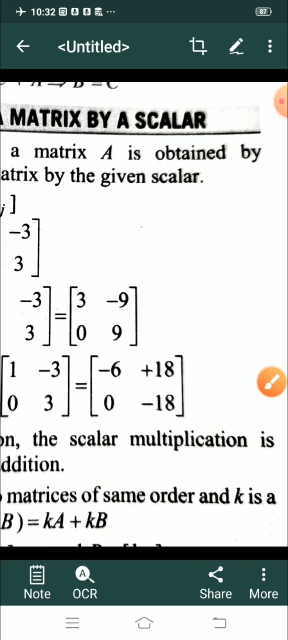 10:32
87
<Untitled>
MATRIX BY A SCALAR
a matrix A is obtained by
atrix by the given scalar.
]
-3]
3
-3] = [3 -9]
3 0 9
[1 -3] = [-6 +18]
0 3 0 -18
on, the scalar multiplication is
ddition.
matrices of same order and k is a
B) = kA + kB
Note OCR Share More